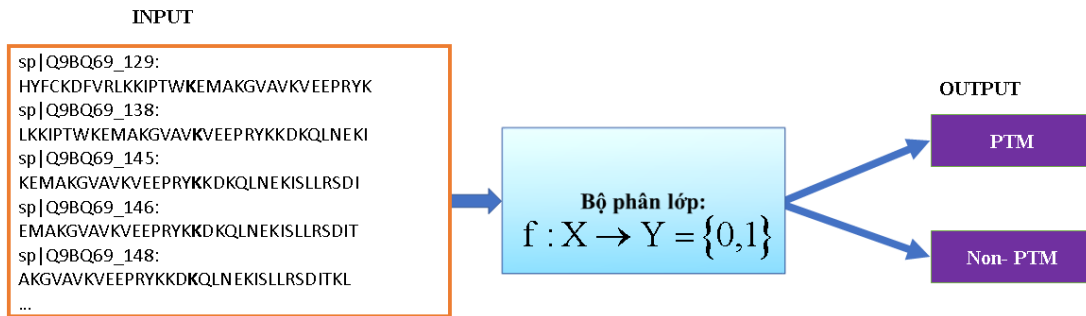 INPUT
sp|Q9BQ69_129:
HYFCKDFVRLKKIPTWKEMAKGVAVKVEEPRYK
sp|Q9BQ69_138:
LKKIPTWKEMAKGVAVKVEEPRYKKDKQLNEKI
sp|Q9BQ69_145:
KEMAKGVAVKVEEPRYKKDKQLNEKISLLRSDI
sp|Q9BQ69_146:
EMAKGVAVKVEEPRYKKDKQLNEKISLLRSDIT
sp|Q9BQ69_148:
AKGVAVKVEEPRYKKDKQLNEKISLLRSDITKL
...
Bộ phân lớp:
f : X → Y = {0,1}
OUTPUT
PTM
Non- PTM